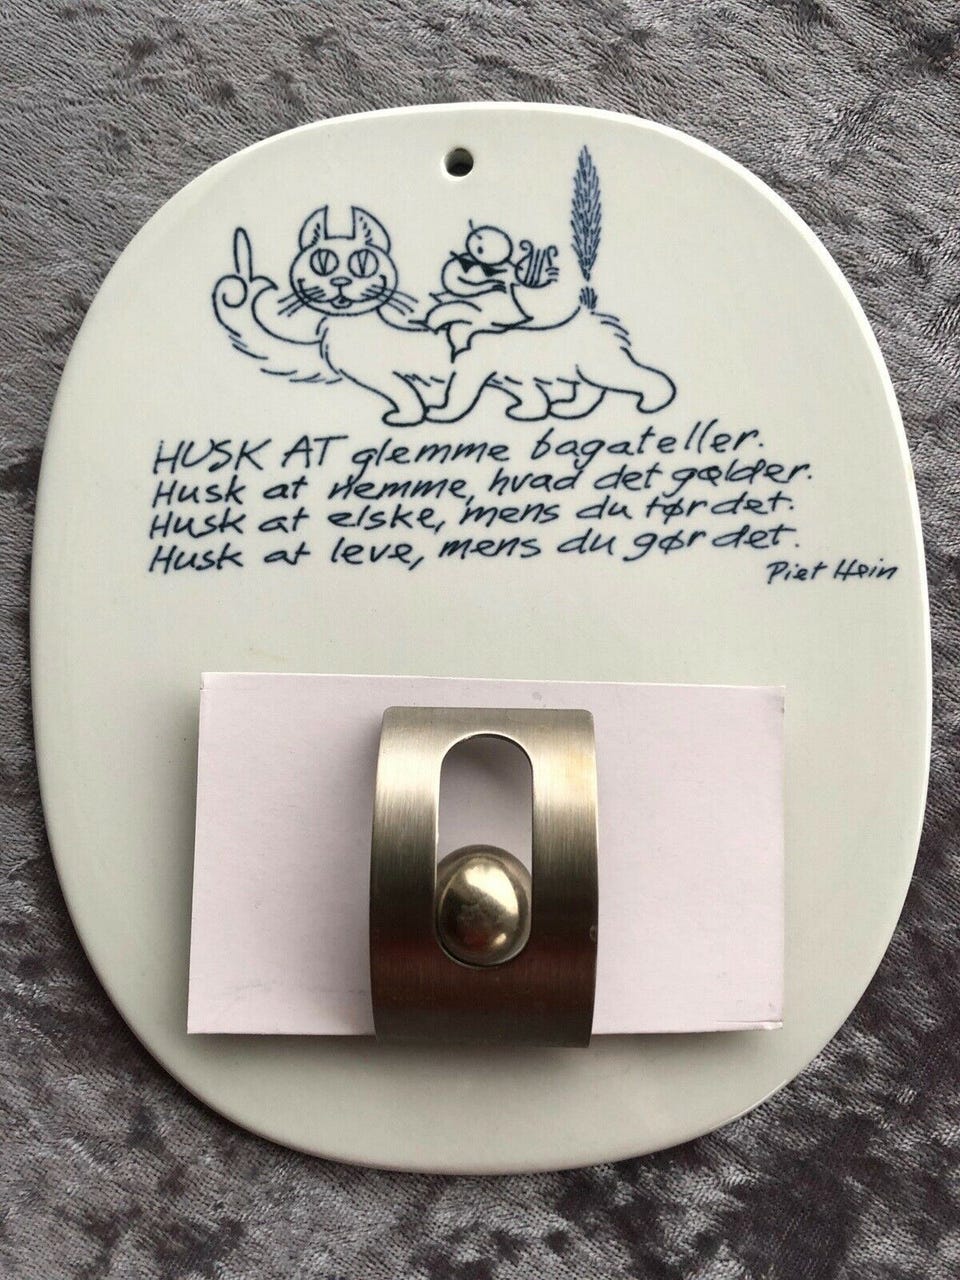 HUSK AT glemme bagateller.
Husk at nemme, hvad det gælder.
Husk at elske, mens du tør det.
Husk at leve, mens du gør det.
Piet Hein